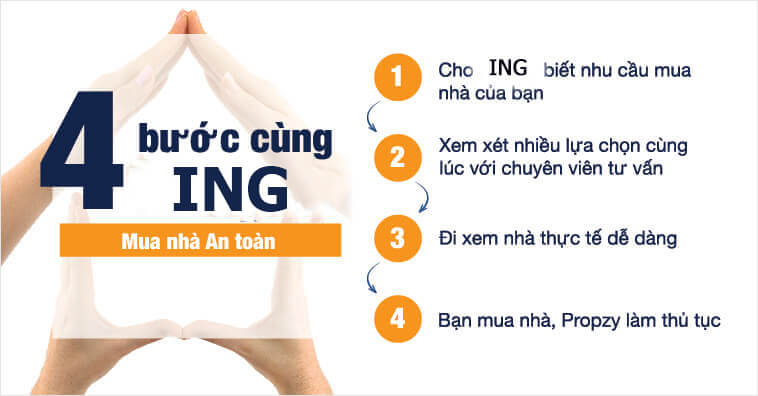 4 bước cùng
ING
Mua nhà An toàn
1
Cho ING biết nhu cầu mua
nhà của bạn
2
Xem xét nhiều lựa chọn cùng
lúc với chuyên viên tư vấn
3
Đi xem nhà thực tế dễ dàng
4
Bạn mua nhà, Propzy làm thủ tục